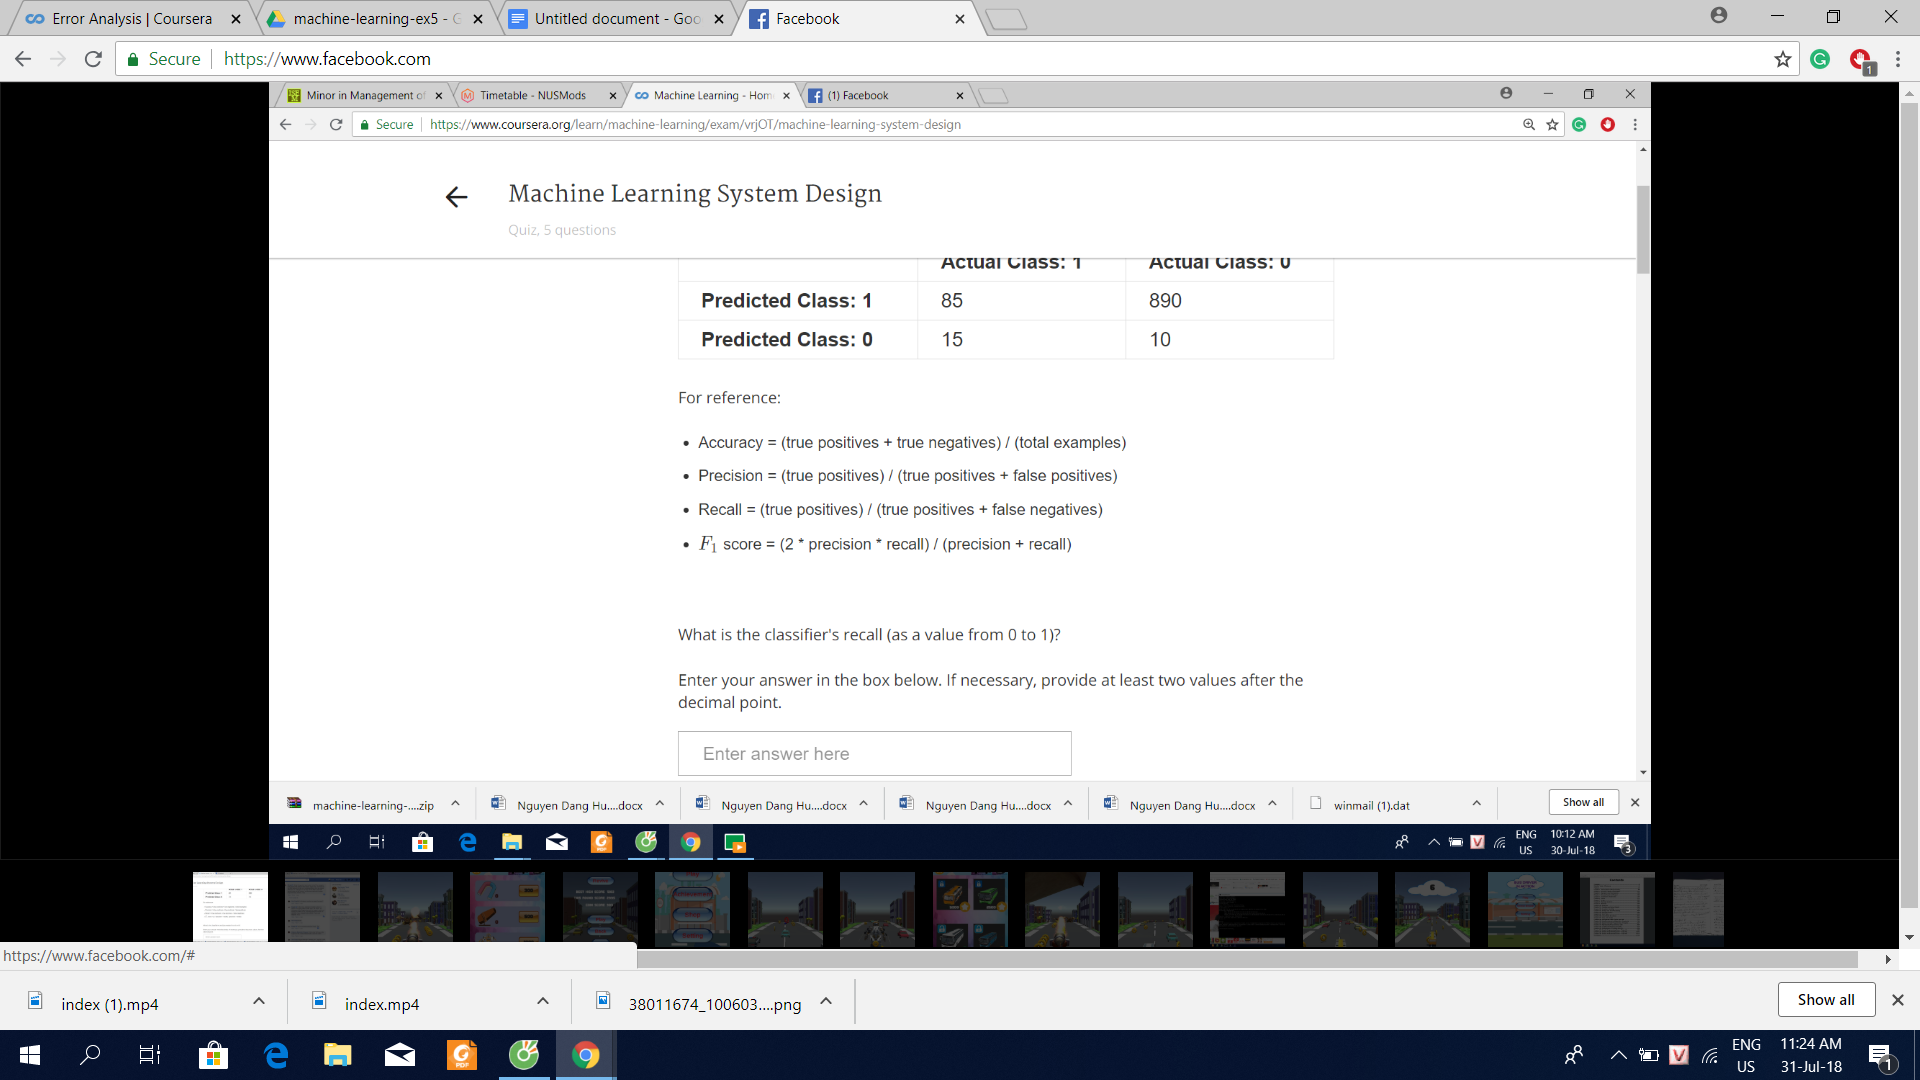 Error Analysis | Coursera
machine-learning-ex5 - G
Untitled document - Goo
Facebook
Secure https://www.facebook.com
1
Minor in Management of
Timetable - NUSMods
Machine Learning - Hom
(1) Facebook
Secure https://www.coursera.org/learn/machine-learning/exam/vrjOT/machine-learning-system-design
Machine Learning System Design
Quiz, 5 questions
Actual Class: 1 Actual Class: 0
Predicted Class: 1 85 890
Predicted Class: 0 15 10
For reference:
• Accuracy = (true positives + true negatives) / (total examples)
• Precision = (true positives) / (true positives + false positives)
• Recall = (true positives) / (true positives + false negatives)
• F₁ score = (2 * precision * recall) / (precision + recall)
What is the classifier's recall (as a value from 0 to 1)?
Enter your answer in the box below. If necessary, provide at least two values after the
decimal point.
Enter answer here
machine-learning-....zip
Nguyen Dang Hu....docx
Nguyen Dang Hu....docx
Nguyen Dang Hu....docx
Nguyen Dang Hu....docx
winmail (1).dat
Show all
ENG 10:12 AM
US 30-Jul-18 3
https://www.facebook.com/#
index (1).mp4
index.mp4
38011674_100603....png
Show all
PDF
ENG 11:24 AM
US 31-Jul-18 1